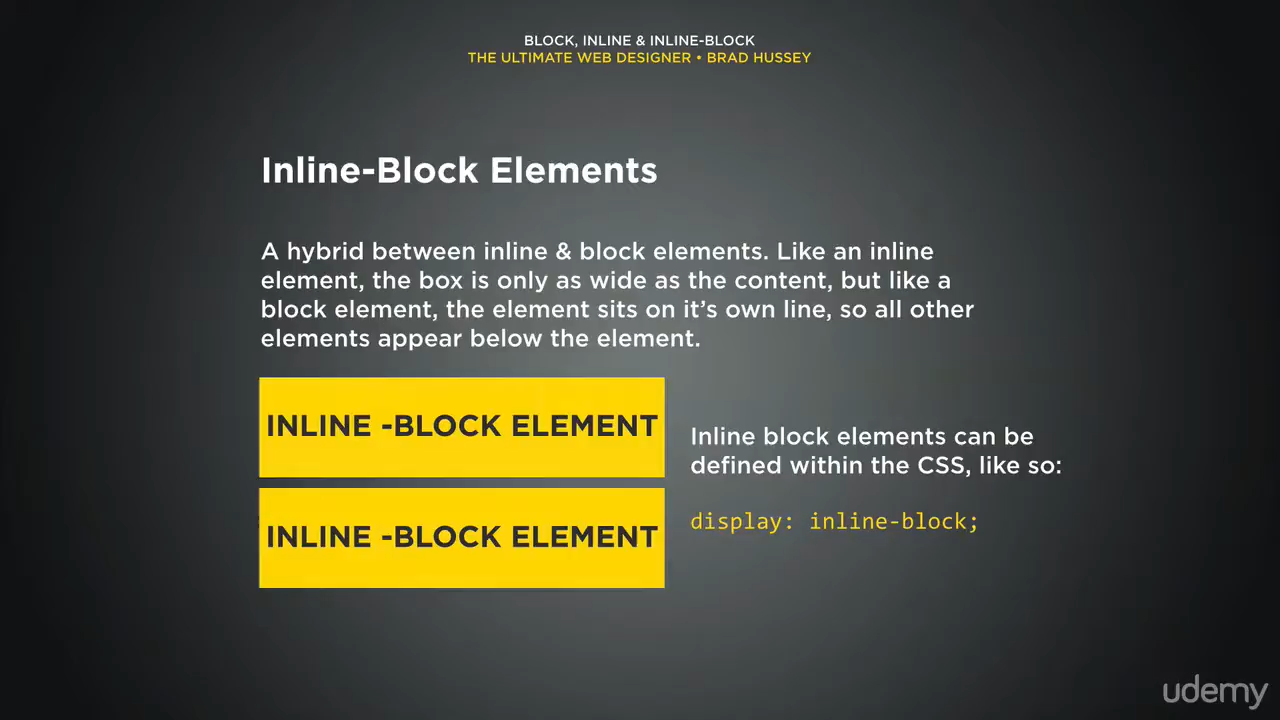 BLOCK, INLINE & INLINE-BLOCK
THE ULTIMATE WEB DESIGNER • BRAD HUSSEY
Inline-Block Elements
A hybrid between inline & block elements. Like an inline
element, the box is only as wide as the content, but like a
block element, the element sits on it’s own line, so all other
elements appear below the element.
INLINE -BLOCK ELEMENT
INLINE -BLOCK ELEMENT
Inline block elements can be
defined within the CSS, like so:
display: inline-block;
udemy